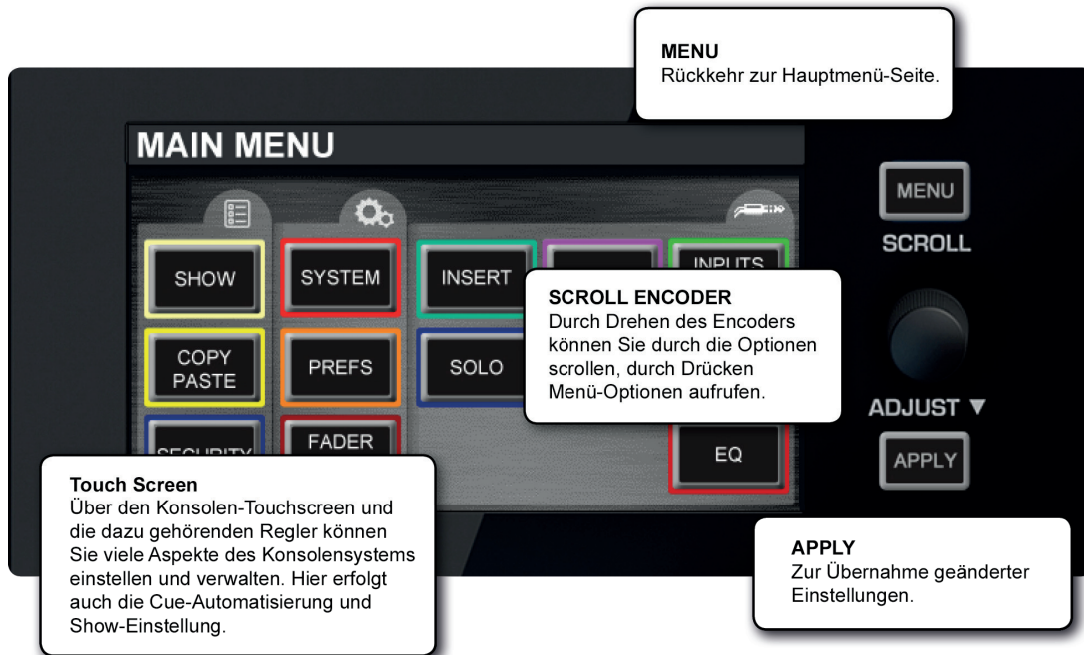 MENU
Rückkehr zur Hauptmenü-Seite.
MAIN MENU
MENU
SCROLL
SHOW
SYSTEM
INSERT
INPUTS
SCROLL ENCODER
Durch Drehen des Encoders
können Sie durch die Optionen
scrollen, durch Drücken
Menü-Optionen aufrufen.
COPY
PASTE
PREFS
SOLO
ADJUST ▼
SECURITY
FADER
EQ
APPLY
Touch Screen
Über den Konsolen-Touchscreen und
die dazu gehörenden Regler können
Sie viele Aspekte des Konsolensystems
einstellen und verwalten. Hier erfolgt
auch die Cue-Automatisierung und
Show-Einstellung.
APPLY
Zur Übernahme geänderter
Einstellungen.